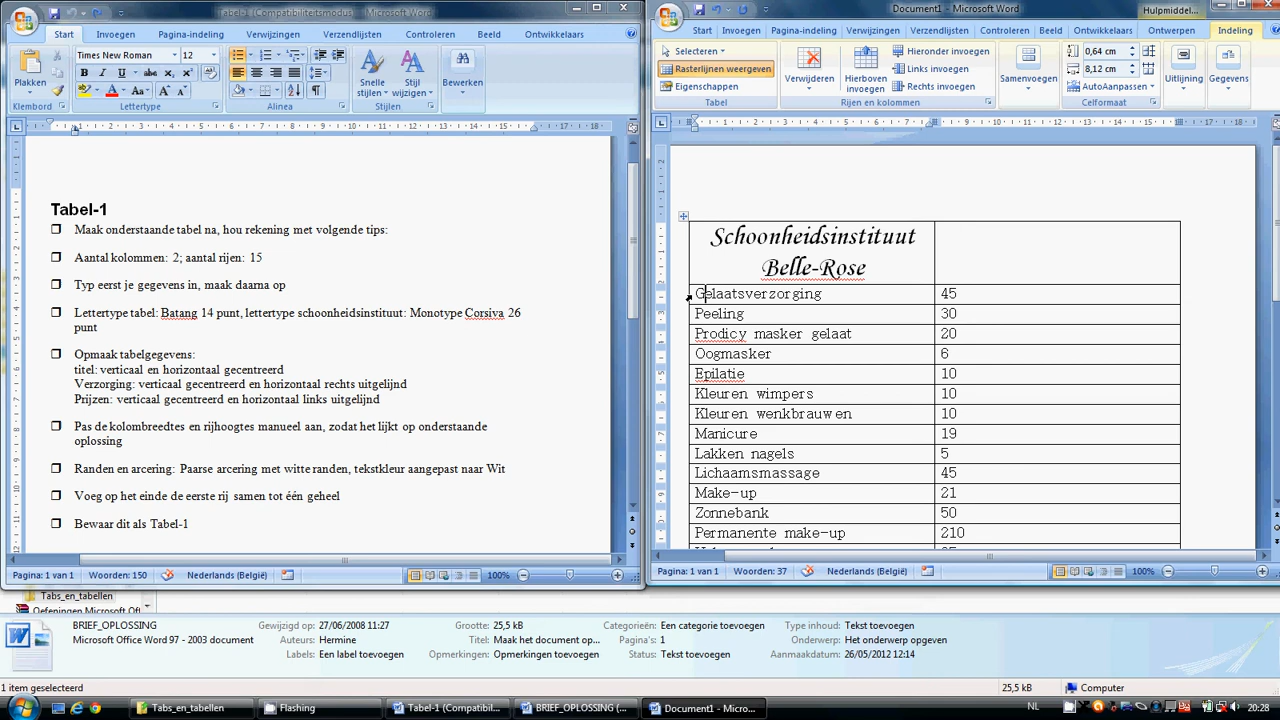 Tabel-1 (Compatibiliteitsmodus) - Microsoft Word
Start Invoegen Pagina-indeling Verwijzingen Verzendlijsten Controleren Beeld Ontwikkelaars
Times New Roman 12
Plakken
Snelle stijlen
Stijl wijzigen
Bewerken
Klembord Lettertype Alinea Stijlen
Tabel-1
Maak onderstaande tabel na, hou rekening met volgende tips:
Aantal kolommen: 2; aantal rijen: 15
Typ eerst je gegevens in, maak daarna op
Lettertype tabel: Batang 14 punt, lettertype schoonheidsinstituut: Monotype Corsiva 26
punt
Opmaak tabelgegevens:
titel: verticaal en horizontaal gecentreerd
Verzorging: verticaal gecentreerd en horizontaal rechts uitgelijnd
Prijzen: verticaal gecentreerd en horizontaal links uitgelijnd
Pas de kolombreedtes en rijhoogtes manueel aan, zodat het lijkt op onderstaande
oplossing
Randen en arcering: Paarse arcering met witte randen, tekstkleur aangepast naar Wit
Voeg op het einde de eerste rij samen tot één geheel
Bewaar dit als Tabel-1
Pagina: 1 van 1 Woorden: 150 Nederlands (België) 100%
Document1 - Microsoft Word
Hulpmiddel...
Start Invoegen Pagina-indeling Verwijzingen Verzendlijsten Controleren Beeld Ontwikkelaars Ontwerpen Indeling
Selecteren
Rasterlijnen weergeven
Eigenschappen
Verwijderen
Hierboven invoegen
Hieronder invoegen
Links invoegen
Rechts invoegen
Samenvoegen
0,64 cm
8,12 cm
AutoAanpassen
Uitlijning
Gegevens
Tabel Rijen en kolommen Celformaat
Schoonheidsinstituut
Belle-Rose
Gelaatsverzorging 45
Peeling 30
Prodicy masker gelaat 20
Oogmasker 6
Epilatie 10
Kleuren wimpers 10
Kleuren wenkbrauwen 10
Manicure 19
Lakken nagels 5
Lichaamsmassage 45
Make-up 21
Zonnebank 50
Permanente make-up 210
Pagina: 1 van 1 Woorden: 37 Nederlands (België) 100%
Tabs_en_tabellen
Oefeningen Microsoft Of
BRIEF_OPLOSSING Gewijzigd op: 27/06/2008 11:27 Grootte: 25,5 kB Categorieën: Een categorie toevoegen Type inhoud: Tekst toevoegen
Microsoft Office Word 97 - 2003 document Auteurs: Hermine Titel: Maak het document op... Pagina's: 1 Onderwerp: Het onderwerp opgeven
Labels: Een label toevoegen Opmerkingen: Opmerkingen toevoegen Status: Tekst toevoegen Aanmaakdatum: 26/05/2012 12:14
1 item geselecteerd 25,5 kB Computer
Tabs_en_tabellen Flashing Tabel-1 (Compatibil... BRIEF_OPLOSSING (... Document1 - Micros... NL 20:28